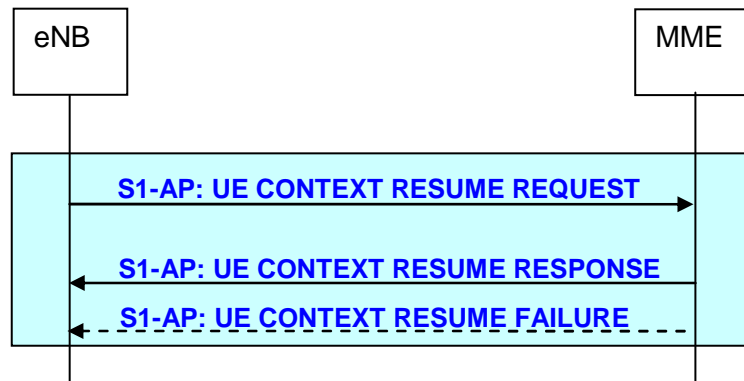 eNB
MME
S1-AP: UE CONTEXT RESUME REQUEST
S1-AP: UE CONTEXT RESUME RESPONSE
S1-AP: UE CONTEXT RESUME FAILURE